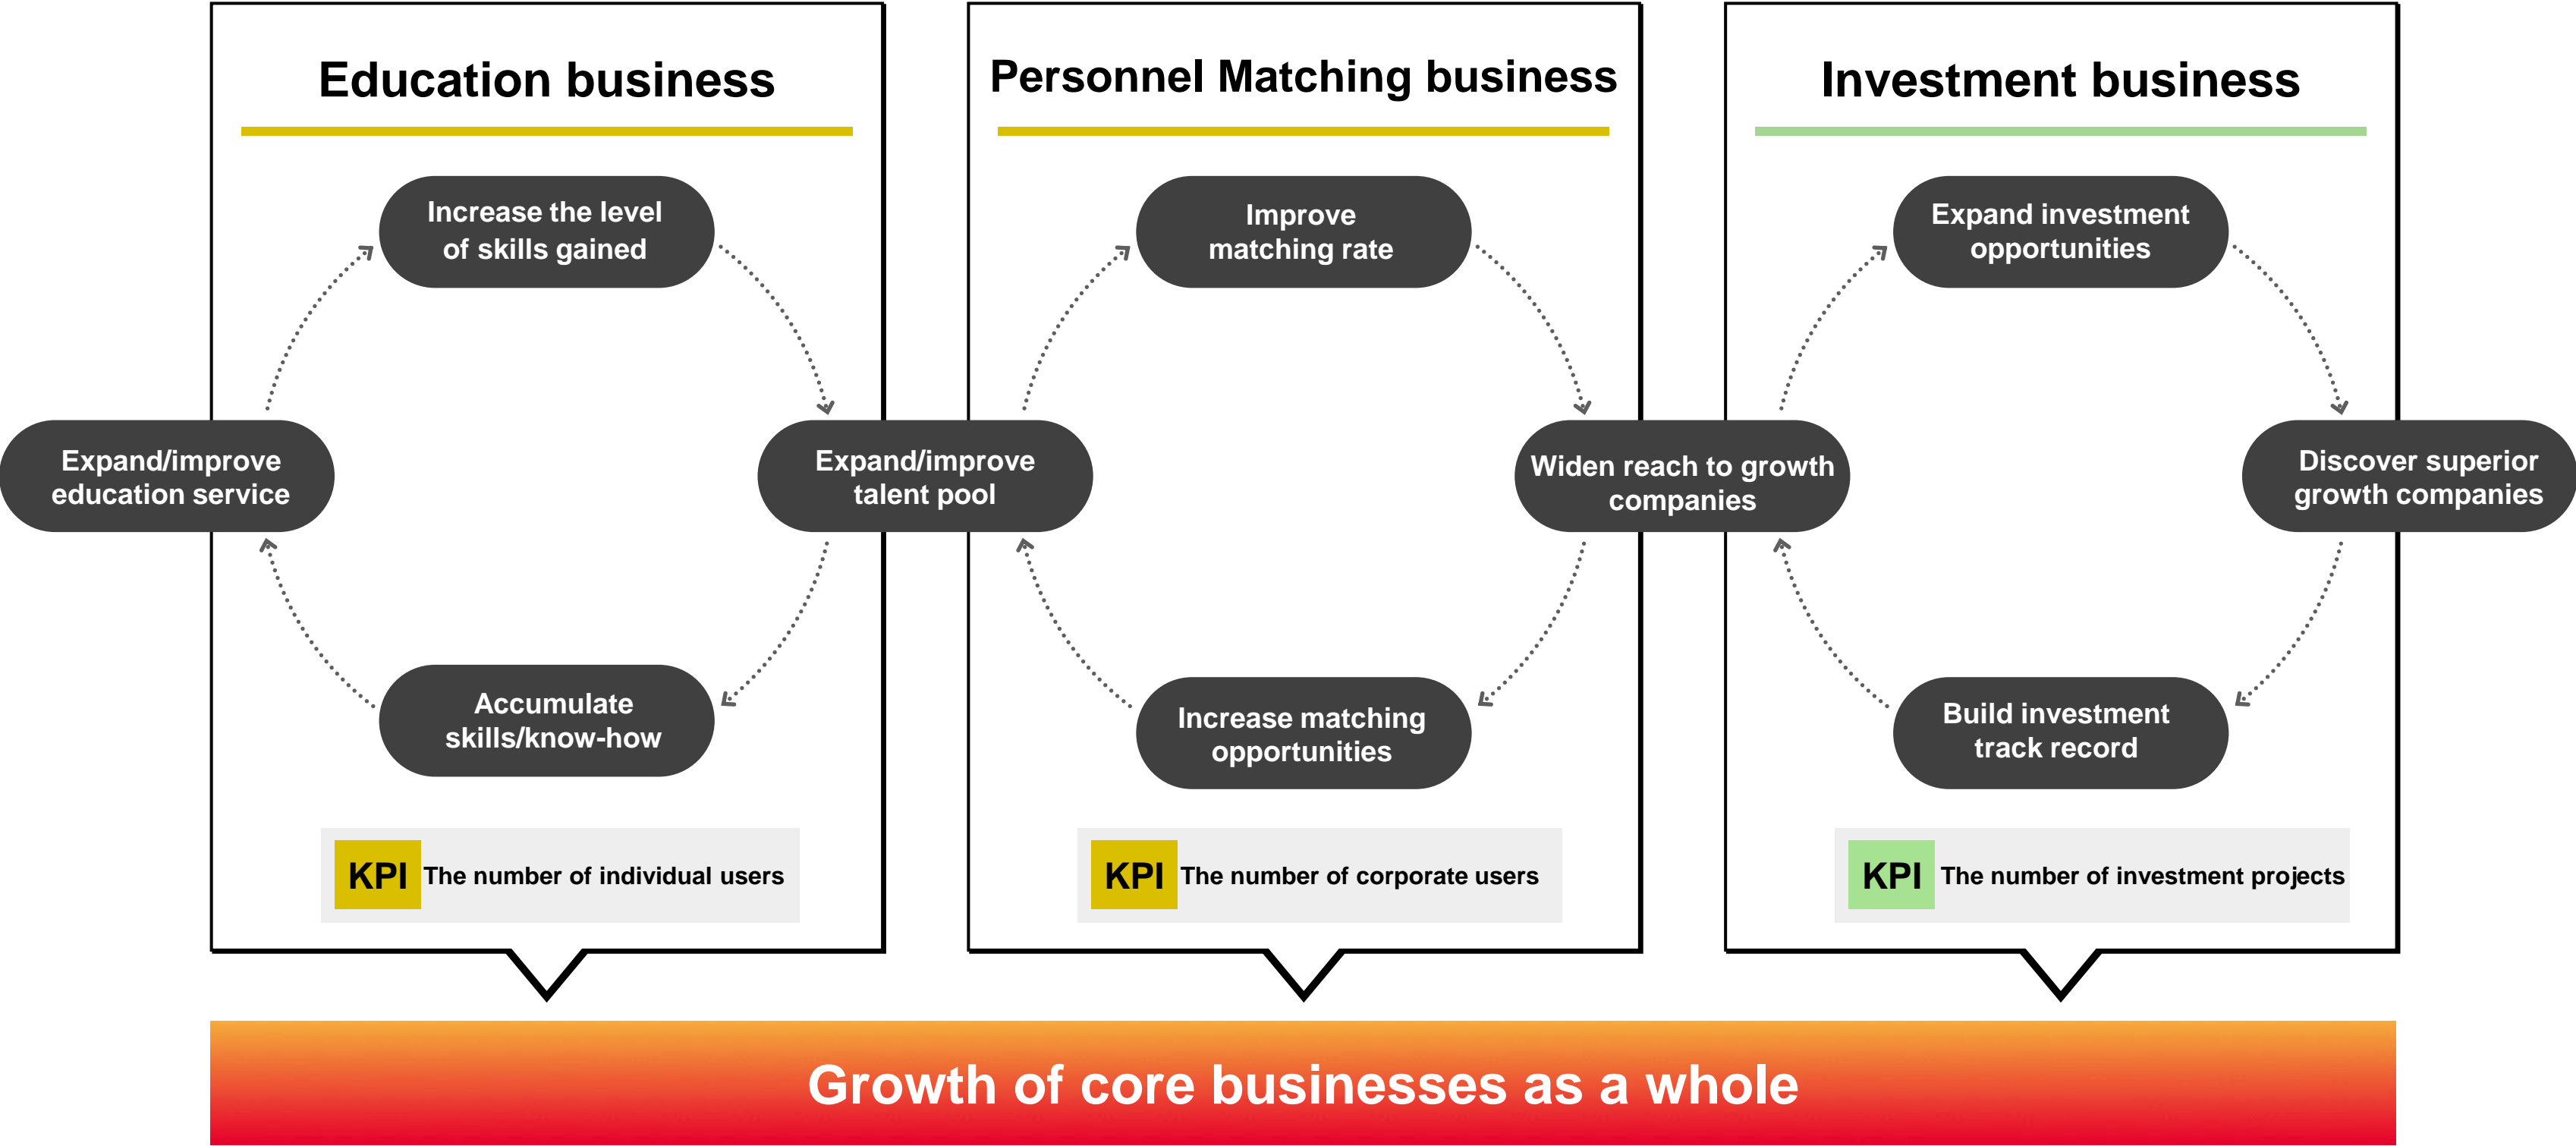 Education business
Personnel Matching business
Investment business
Increase the level
of skills gained
Improve
matching rate
Expand investment
opportunities
Expand/improve
education service
Expand/improve
talent pool
Widen reach to growth
companies
Discover superior
growth companies
Accumulate
skills/know-how
Increase matching
opportunities
Build investment
track record
KPI The number of individual users
KPI The number of corporate users
KPI The number of investment projects
Growth of core businesses as a whole